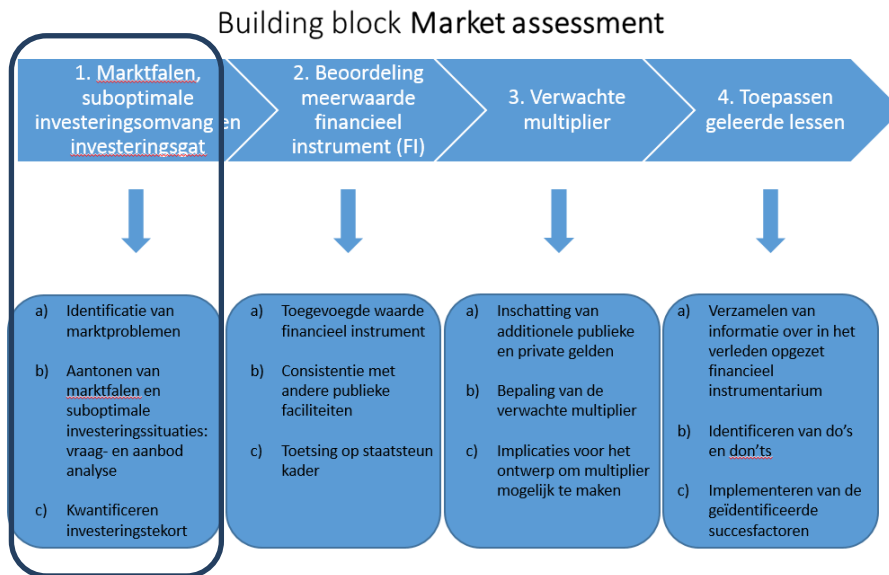 Building block Market assessment
1. Marktfalen,
suboptimale
investeringsomvang en
investeringsgat
2. Beoordeling
meerwaarde
financieel
instrument (FI)
3. Verwachte
multiplier
4. Toepassen
geleerde lessen
a) Identificatie van
marktproblemen
b) Aantonen van
marktfalen en
suboptimale
investeringssituaties:
vraag- en aanbod
analyse
c) Kwantificeren
investeringstekort
a) Toegevoegde waarde
financieel instrument
b) Consistentie met
andere publieke
faciliteiten
c) Toetsing op staatsteun
kader
a) Inschatting van
additionele publieke
en private gelden
b) Bepaling van de
verwachte multiplier
c) Implicaties voor het
ontwerp om multiplier
mogelijk te maken
a) Verzamelen van
informatie over in het
verleden opgezet
financieel
instrumentarium
b) Identificeren van do's
en don'ts
c) Implementeren van de
geïdentificeerde
succesfactoren